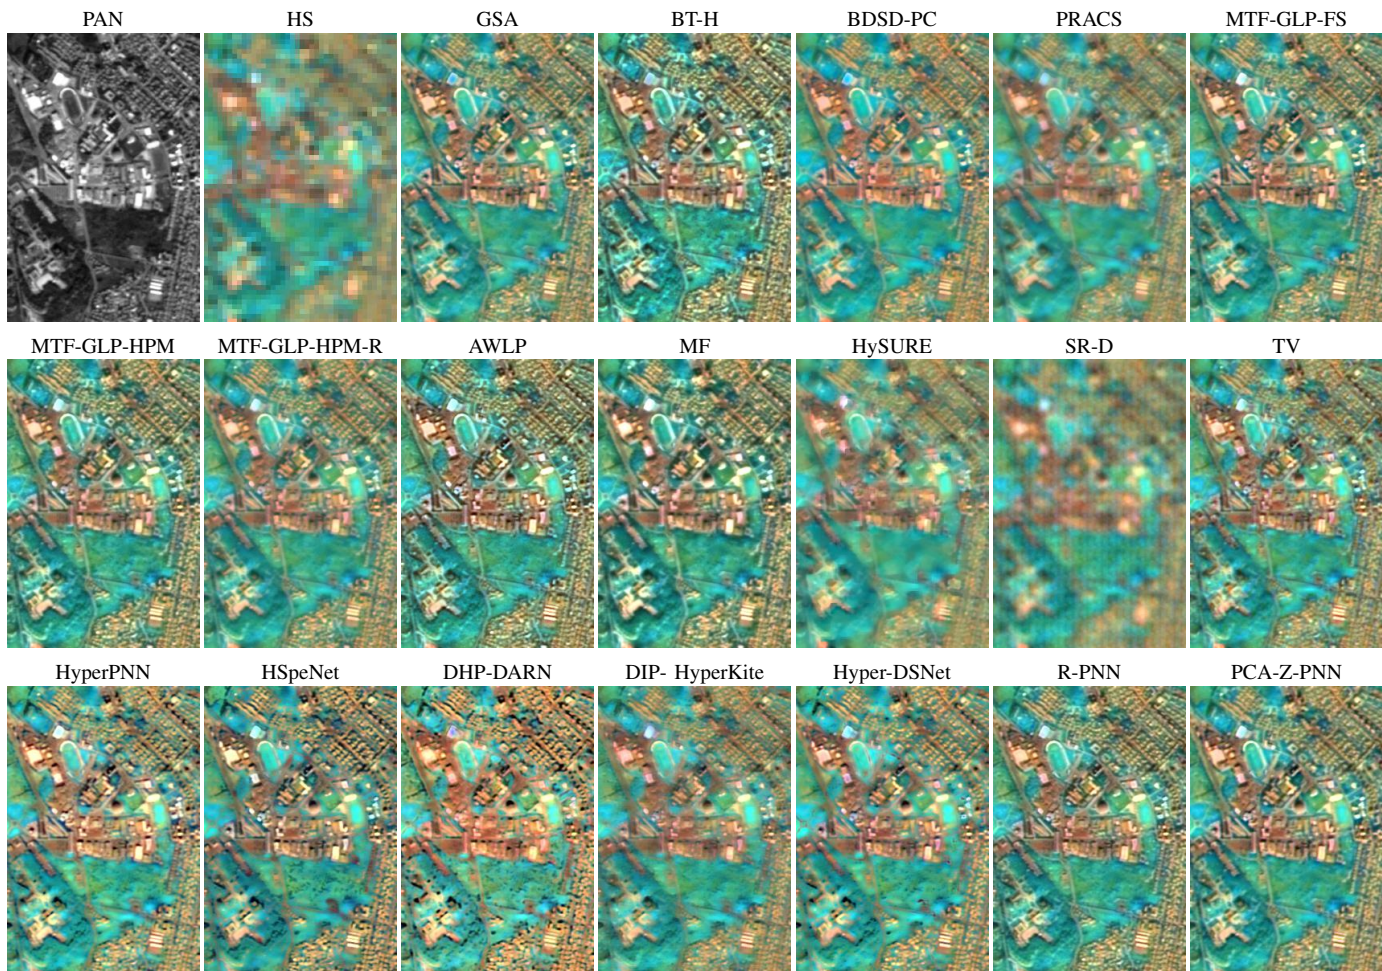 PAN HS GSA BT-H BDSD-PC PRACS MTF-GLP-FS
MTF-GLP-HPM MTF-GLP-HPM-R AWLP MF HySURE SR-D TV
HyperPNN HSpeNet DHP-DARN DIP- HyperKite Hyper-DSNet R-PNN PCA-Z-PNN